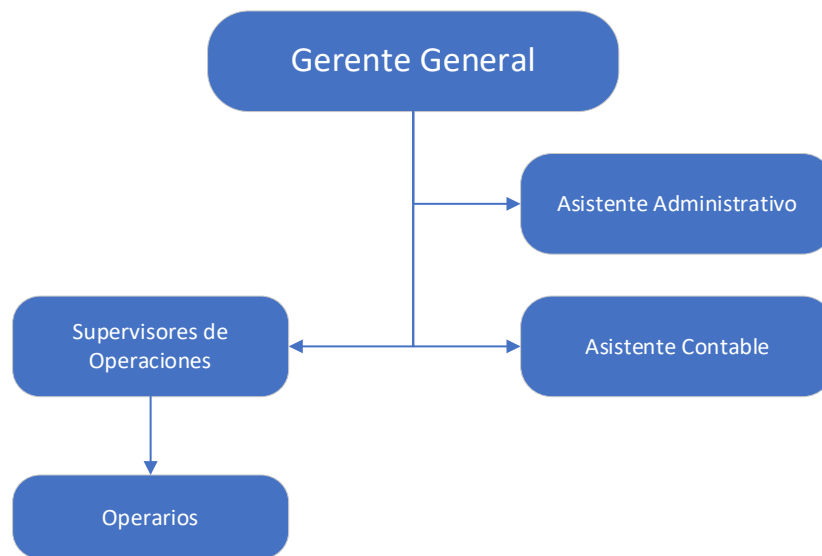 Gerente General
Asistente Administrativo
Supervisores de
Operaciones
Asistente Contable
Operarios